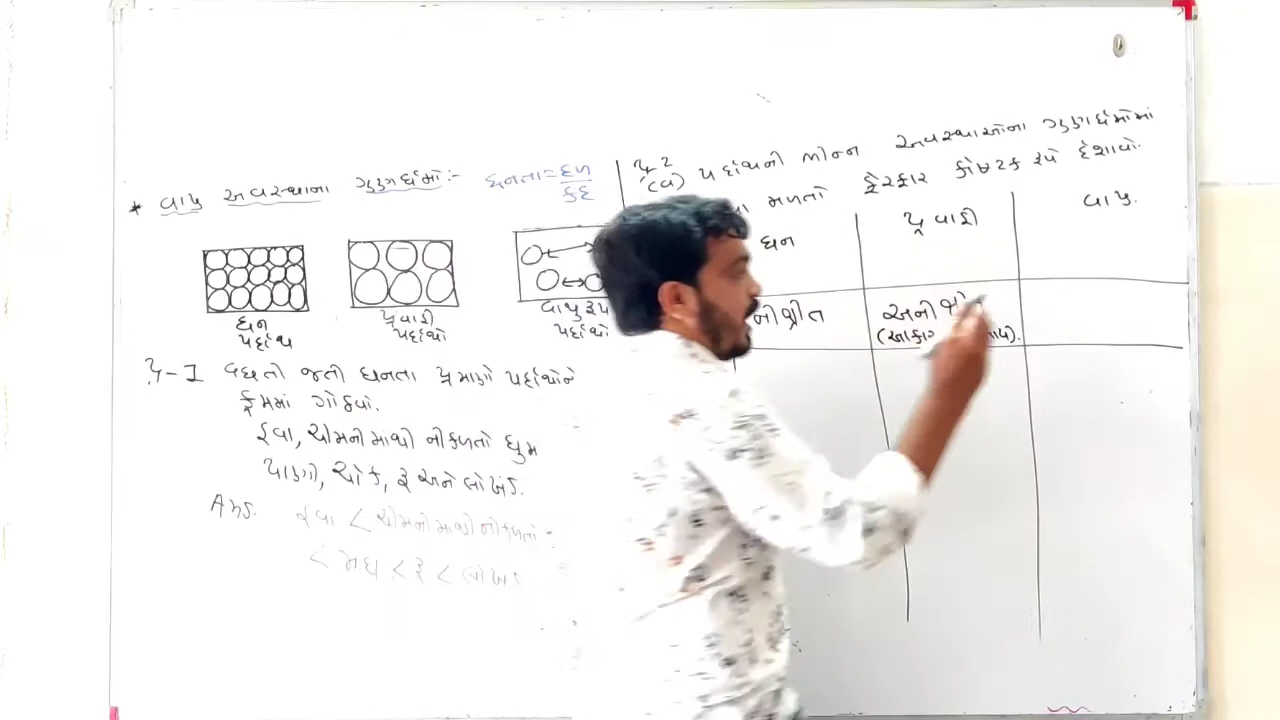 * વાયુ અવસ્થાના ગુણધર્મો :-
ઘનતા = દળ
કદ
ઘન
પદાર્થ
પ્રવાહી
પદાર્થો
વાયુ રૂપ
પદાર્થો
પ્ર-1 વધતી જતી ઘનતા પ્રમાણે પદાર્થોને
ક્રમમાં ગોઠવો.
હવા, ચીમની માંથી નીકળતો ધુમ
પાણી, ચોક, રૂ અને લોખંડ.
Ans. હવા < ચીમની માંથી નીકળતો
< મધ < રૂ < લોખંડ
પ્ર 2
(અ) પદાર્થની ભીન્ન અવસ્થાઓના ગુણધર્મોમાં
મળતો ફેરફાર કોષ્ટક રૂપે દર્શાવો.
ઘન પ્રવાહી વાયુ.